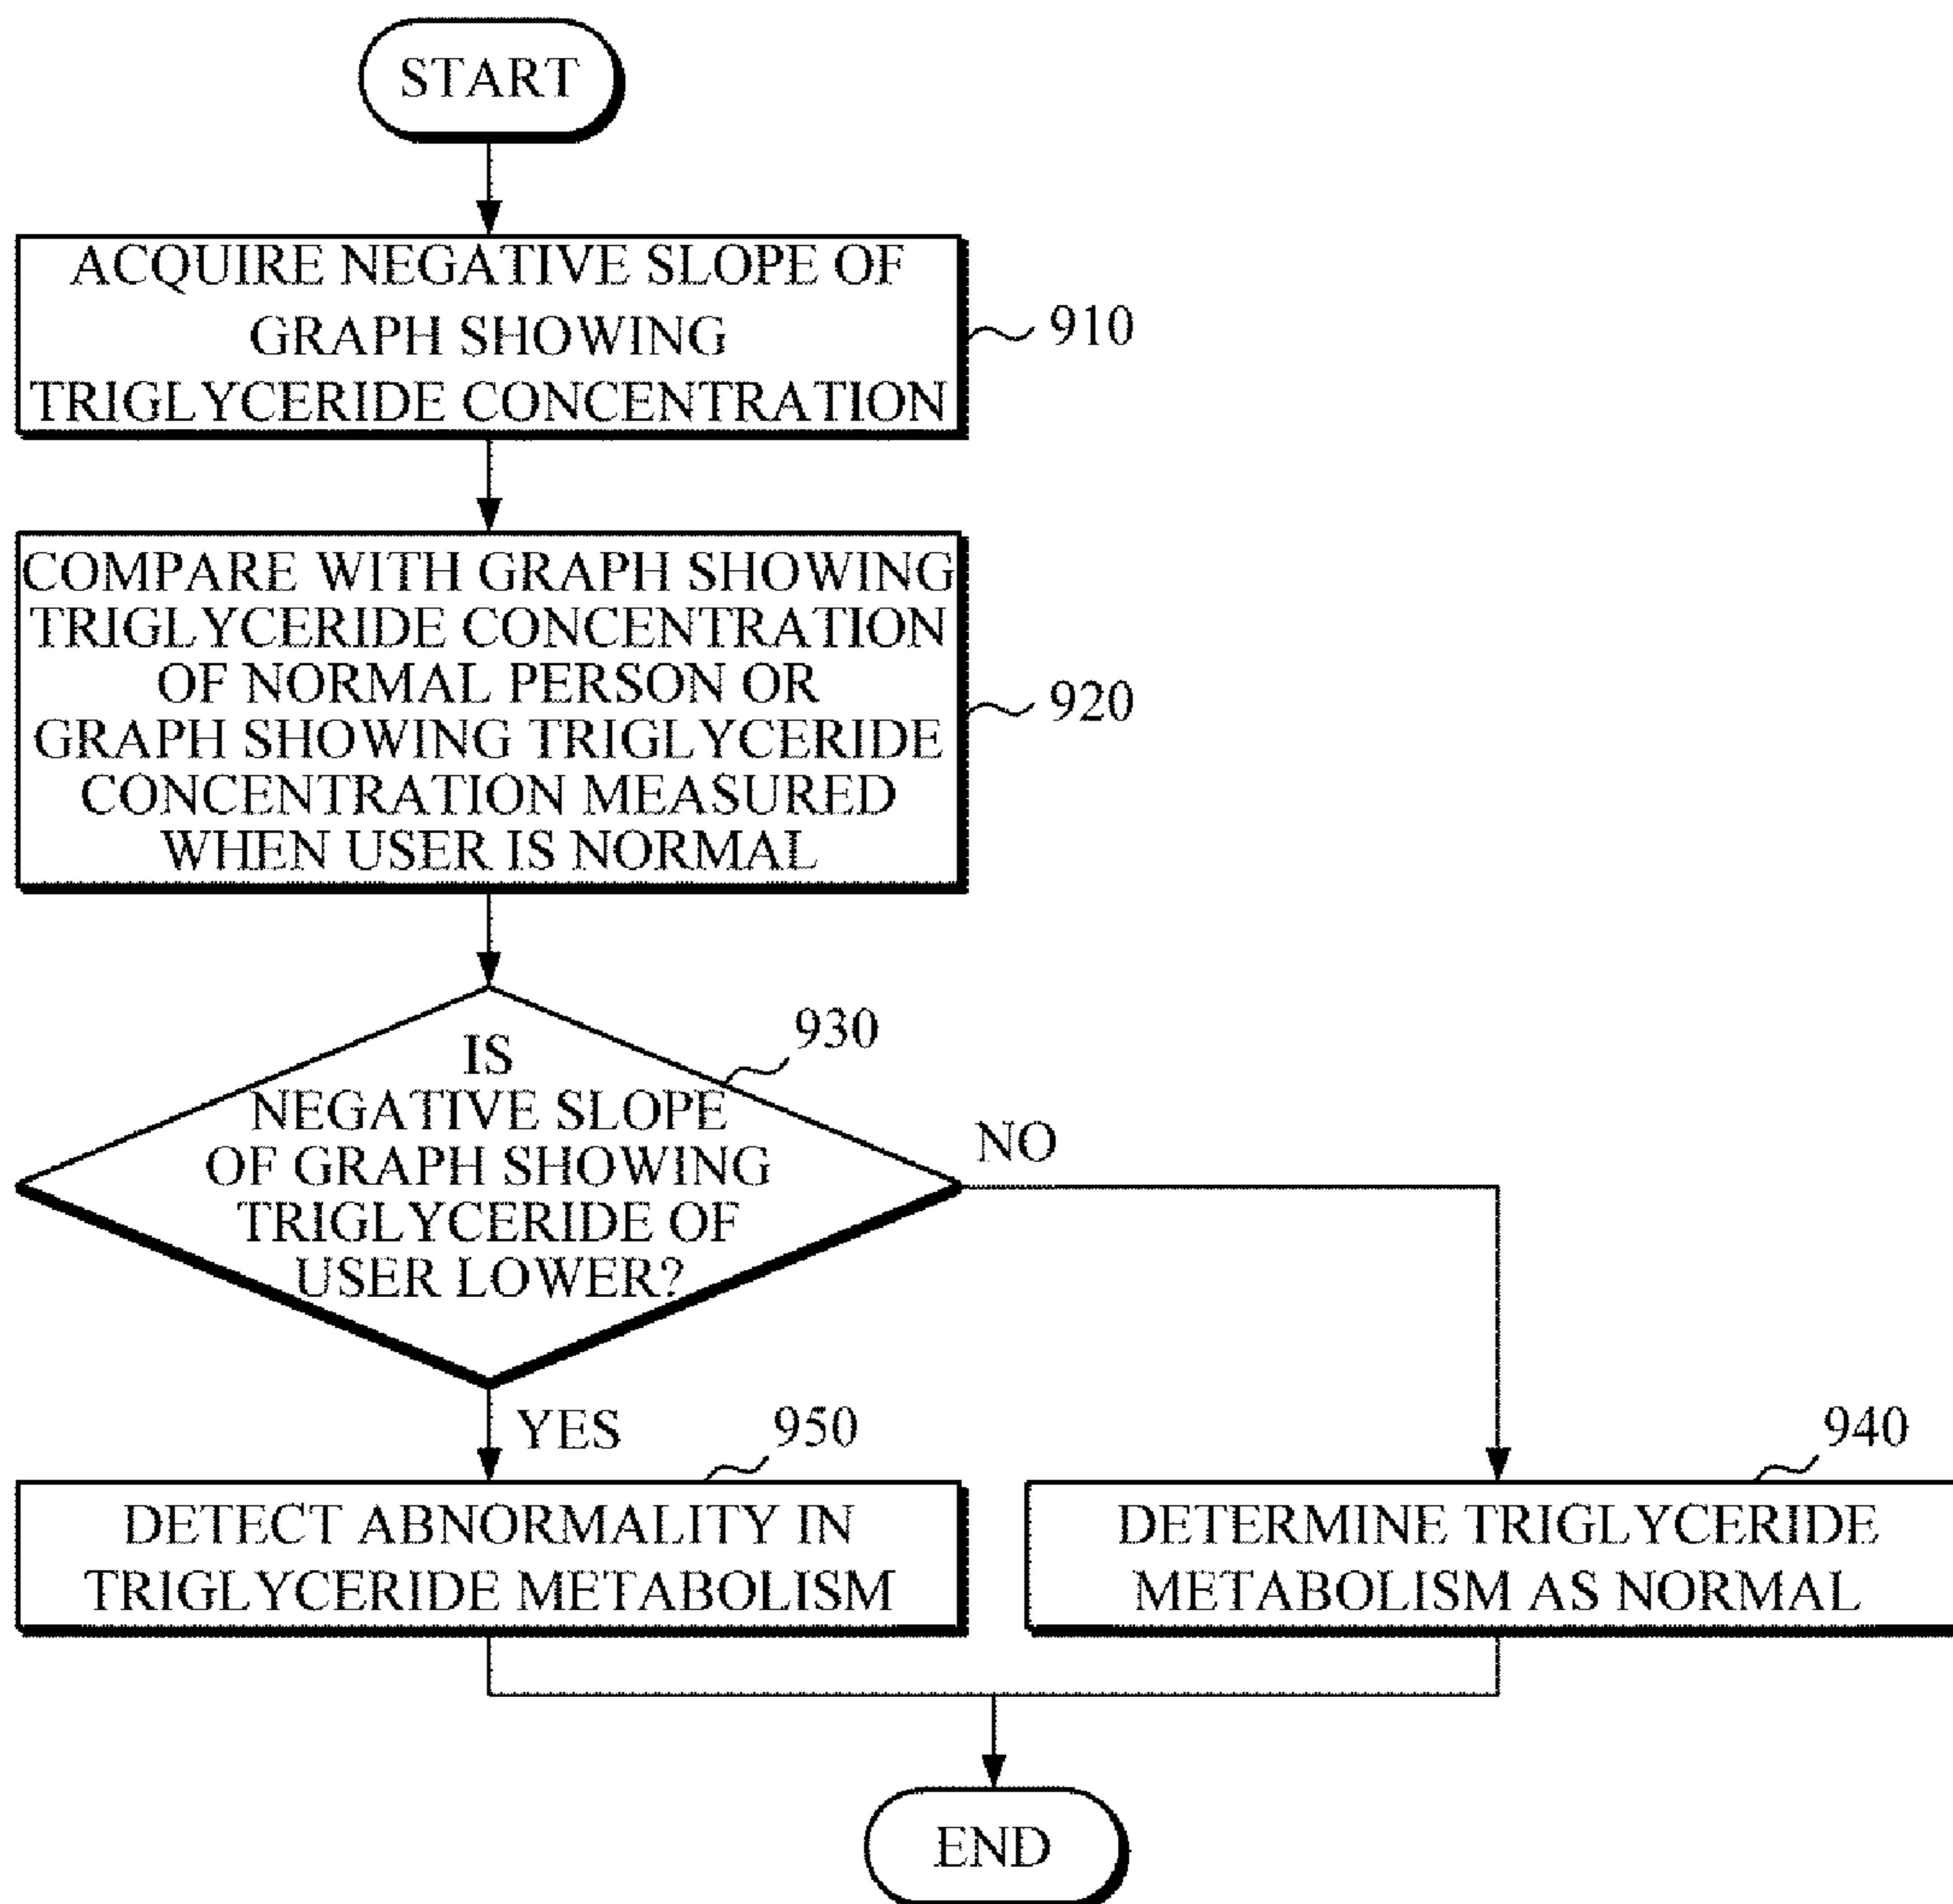 START
ACQUIRE NEGATIVE SLOPE OF
GRAPH SHOWING
TRIGLYCERIDE CONCENTRATION
910
COMPARE WITH GRAPH SHOWING
TRIGLYCERIDE CONCENTRATION
OF NORMAL PERSON OR
GRAPH SHOWING TRIGLYCERIDE
CONCENTRATION MEASURED
WHEN USER IS NORMAL
920
930
IS
NEGATIVE SLOPE
OF GRAPH SHOWING
TRIGLYCERIDE OF
USER LOWER?
NO
YES
950
940
DETECT ABNORMALITY IN
TRIGLYCERIDE METABOLISM
DETERMINE TRIGLYCERIDE
METABOLISM AS NORMAL
END